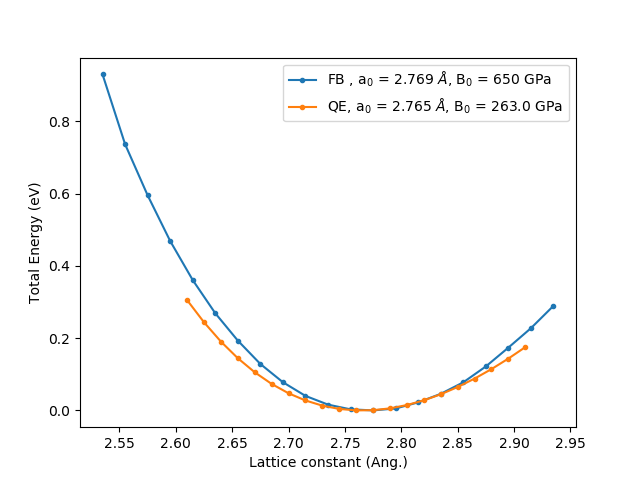 FB , a₀ = 2.769 Å, B₀ = 650 GPa
QE, a₀ = 2.765 Å, B₀ = 263.0 GPa
Total Energy (eV)
0.8
0.6
0.4
0.2
0.0
2.55 2.60 2.65 2.70 2.75 2.80 2.85 2.90 2.95
Lattice constant (Ang.)